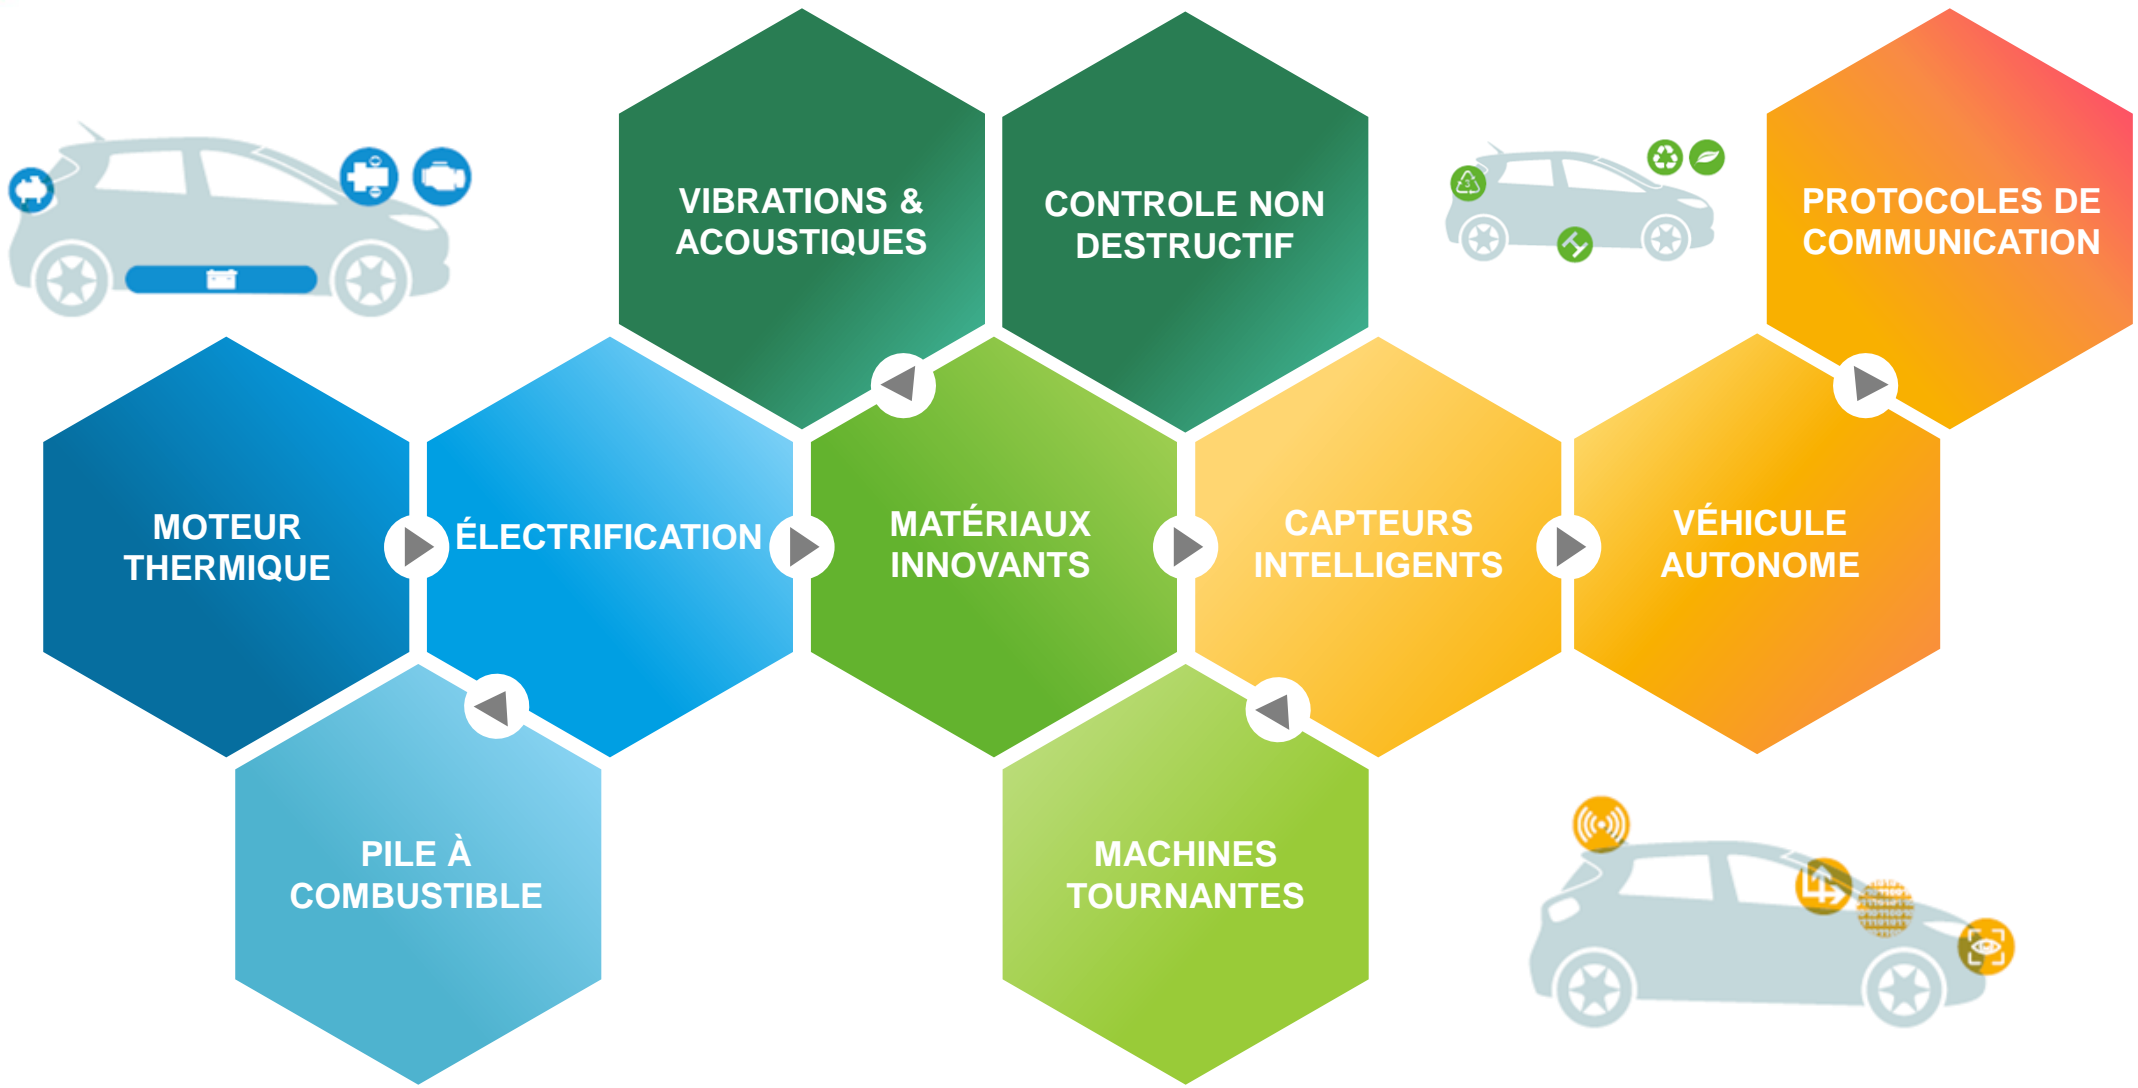 VIBRATIONS &
ACOUSTIQUES
CONTROLE NON
DESTRUCTIF
PROTOCOLES DE
COMMUNICATION
MOTEUR
THERMIQUE
ÉLECTRIFICATION
MATÉRIAUX
INNOVANTS
CAPTEURS
INTELLIGENTS
VÉHICULE
AUTONOME
PILE À
COMBUSTIBLE
MACHINES
TOURNANTES